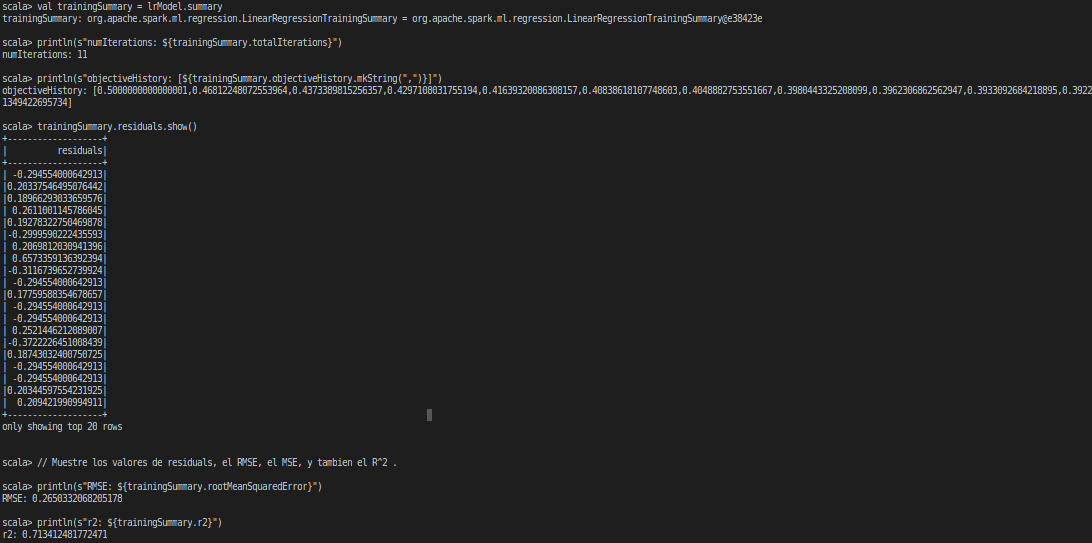 scala> val trainingSummary = lrModel.summary
trainingSummary: org.apache.spark.ml.regression.LinearRegressionTrainingSummary = org.apache.spark.ml.regression.LinearRegressionTrainingSummary@e38423e
scala> println(s"numIterations: ${trainingSummary.totalIterations}")
numIterations: 11
scala> println(s"objectiveHistory: [${trainingSummary.objectiveHistory.mkString(",")}]")
objectiveHistory: [0.5000000000000001,0.46812248072553964,0.4373389815256357,0.4297108031755194,0.41639320086308157,0.40838618107748603,0.4048882753551667,0.3980443325208099,0.3962306862562947,0.3933092684218895,0.3922
1349422695734]
scala> trainingSummary.residuals.show()
+-------------------+
|          residuals|
+-------------------+
| -0.294554000642913|
|0.20337546495076442|
|0.18966293033659576|
| 0.2611001145786045|
|0.19278322750469878|
|-0.2999590222435593|
| 0.2069812030941396|
| 0.6573359136392394|
|-0.3116739652739924|
| -0.294554000642913|
|0.17759588354678657|
| -0.294554000642913|
| -0.294554000642913|
| 0.2521446212089007|
|-0.3722226451008439|
|0.18743032400750725|
| -0.294554000642913|
| -0.294554000642913|
|0.20344597554231925|
|  0.209421990994911|
+-------------------+
only showing top 20 rows
scala> // Muestre los valores de residuals, el RMSE, el MSE, y tambien el R^2 .
scala> println(s"RMSE: ${trainingSummary.rootMeanSquaredError}")
RMSE: 0.2650332068205178
scala> println(s"r2: ${trainingSummary.r2}")
r2: 0.713412481772471